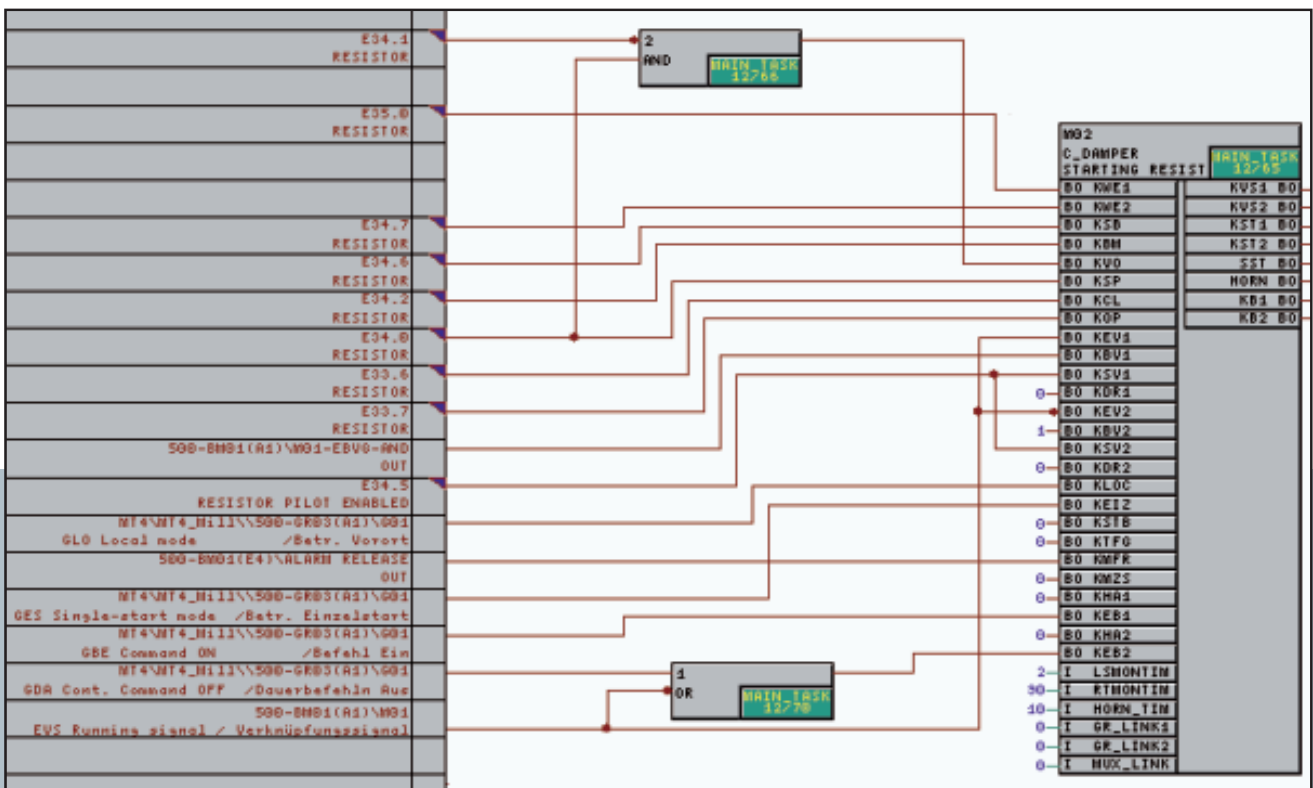 E34.1
RESISTOR
E35.0
RESISTOR
E34.7
RESISTOR
E34.6
RESISTOR
E34.2
RESISTOR
E34.0
RESISTOR
E33.6
RESISTOR
E33.7
RESISTOR
500-BM01(A1)\M01-EBVG-AND
OUT
E34.5
RESISTOR PILOT ENABLED
MT4\MT4_Mill\\500-GR03(A1)\G01
GLO Local mode /Betr. Vorort
500-BM01(E4)\ALARM RELEASE
OUT
MT4\MT4_Mill\\500-GR03(A1)\G01
GES Single-start mode /Betr. Einzelstart
MT4\MT4_Mill\\500-GR03(A1)\G01
GBE Command ON /Befehl Ein
MT4\MT4_Mill\\500-GR03(A1)\G01
GDA Cont. Command OFF /Dauerbefehln Aus
500-BM01(A1)\M01
EVS Running signal / Verknüpfungssignal
2
AND
MAIN_TASK
12/66
1
OR
MAIN_TASK
12/70
M02
C_DAMPER
STARTING RESIST
MAIN_TASK
12/65
BO KWE1 KVS1 BO
BO KWE2 KVS2 BO
BO KSB KST1 BO
BO KBM KST2 BO
BO KVO SST BO
BO KSP HORN BO
BO KCL KB1 BO
BO KOP KB2 BO
BO KEV1
BO KBV1
BO KSV1
0 BO KDR1
BO KEV2
1 BO KBV2
BO KSV2
0 BO KDR2
BO KLOC
BO KEIZ
0 BO KSTB
0 BO KTFG
BO KMFR
0 BO KMZS
0 BO KHA1
BO KEB1
0 BO KHA2
BO KEB2
2 I LSMONTIM
90 I RTMONTIM
10 I HORN_TIM
0 I GR_LINK1
0 I GR_LINK2
0 I MUX_LINK